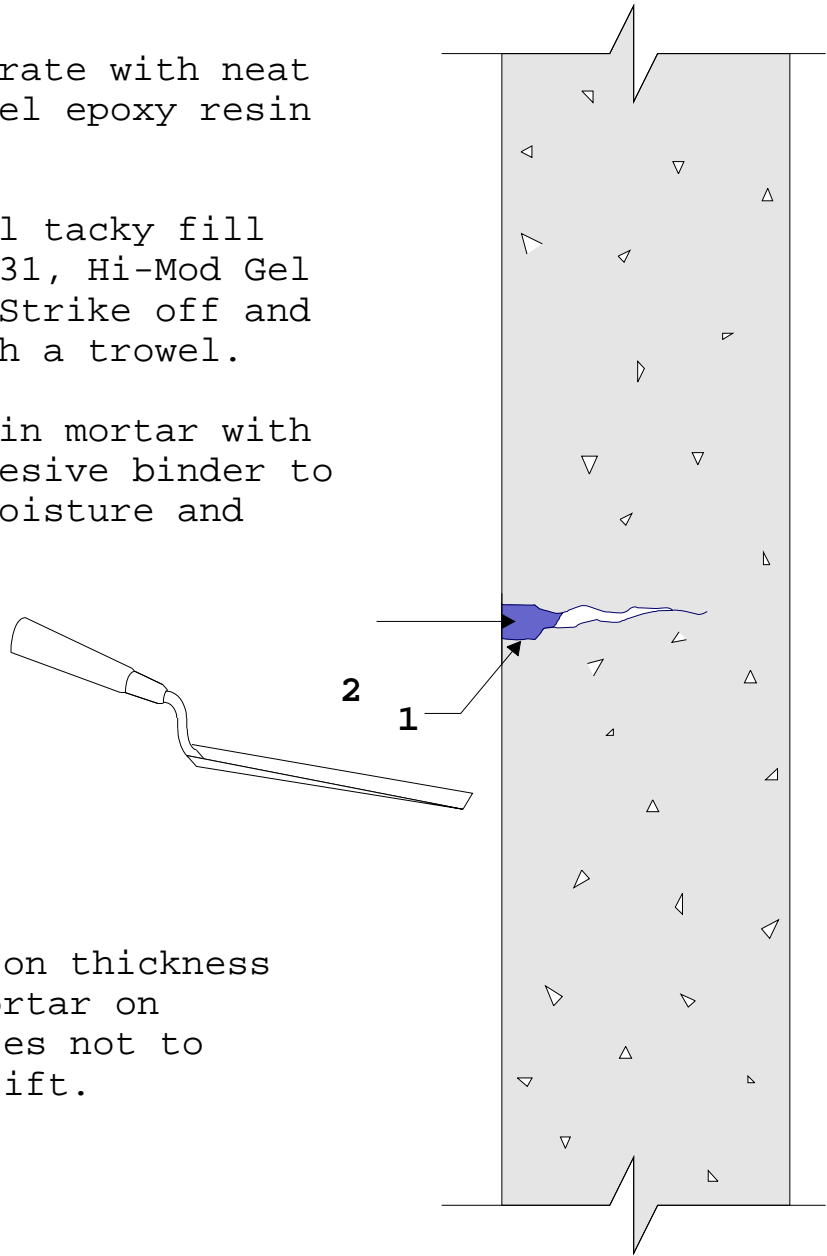 rate with neat
el epoxy resin
l tacky fill
31, Hi-Mod Gel
Strike off and
h a trowel.
in mortar with
esive binder to
oisture and
2
1
on thickness
ortar on
es not to
ift.